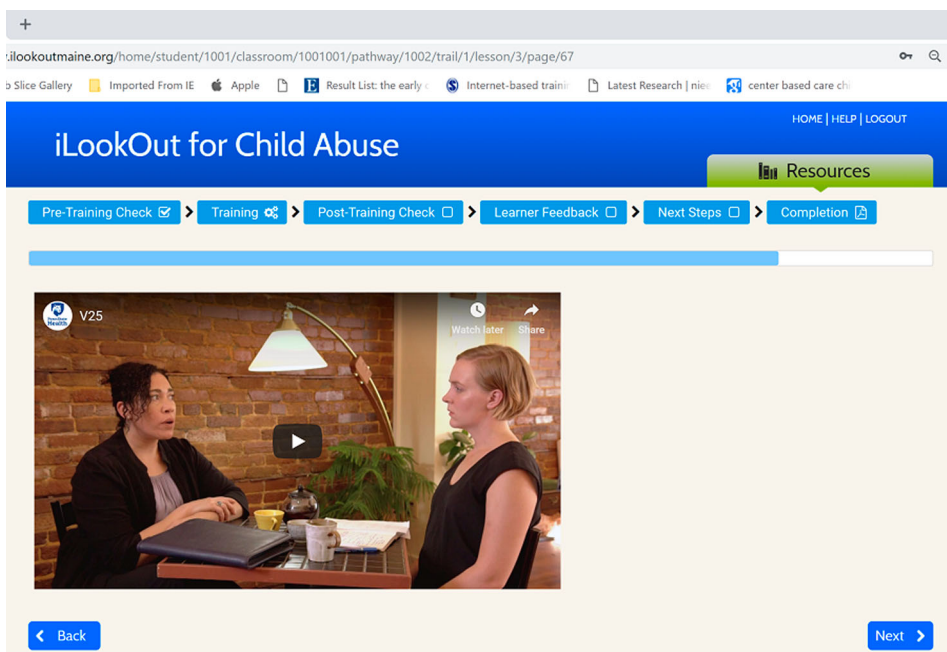 +
.ilookoutmaine.org/home/student/1001/classroom/1001001/pathway/1002/trail/1/lesson/3/page/67
b Slice Gallery Imported From IE Apple Result List: the early c Internet-based trainin Latest Research | niee center based care chi
HOME | HELP | LOGOUT
iLookOut for Child Abuse
Resources
Pre-Training Check > Training > Post-Training Check > Learner Feedback > Next Steps > Completion
V25
Watch later Share
Back
Next